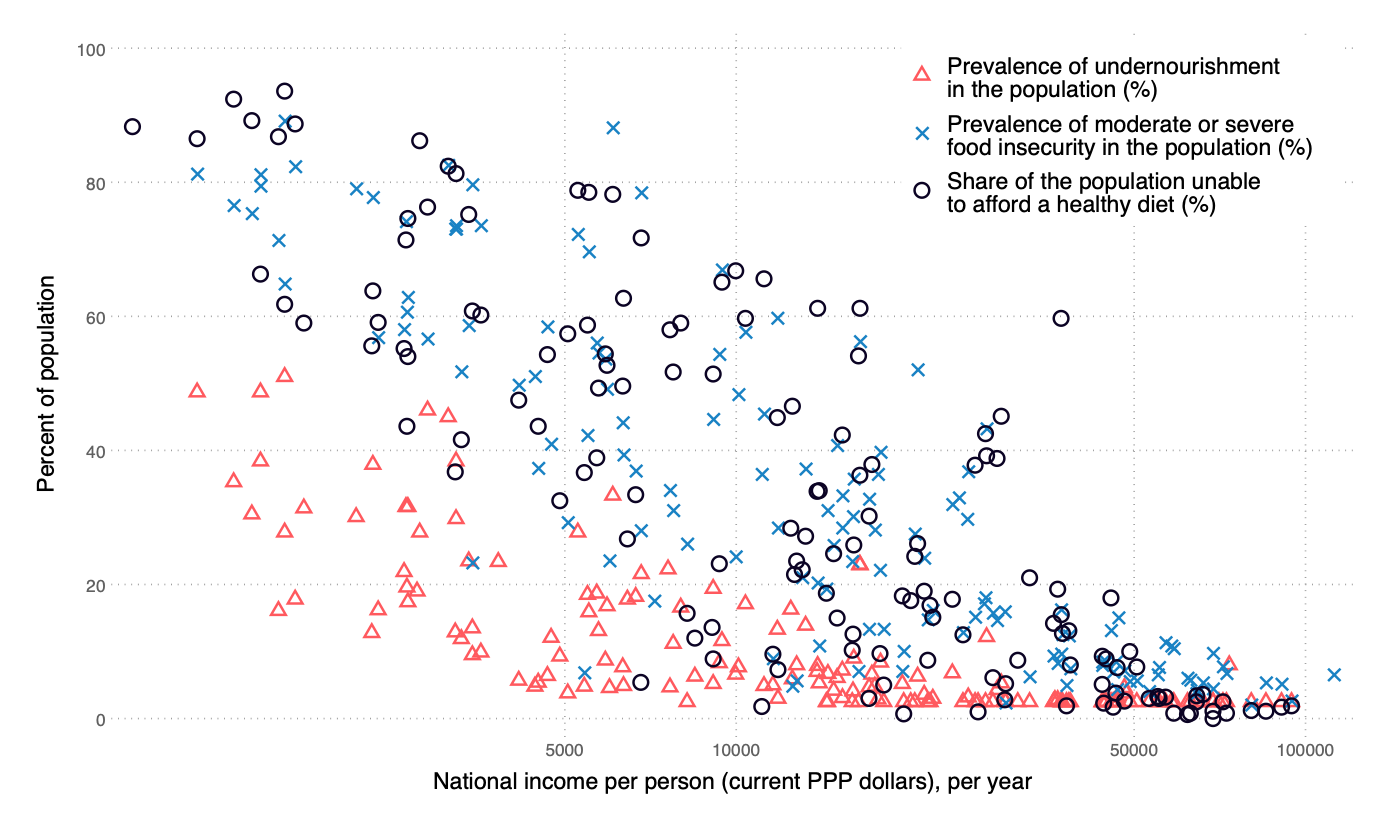 100
80
60
40
20
0
Percent of population
Prevalence of undernourishment
in the population (%)
Prevalence of moderate or severe
food insecurity in the population (%)
Share of the population unable
to afford a healthy diet (%)
5000
10000
50000
100000
National income per person (current PPP dollars), per year